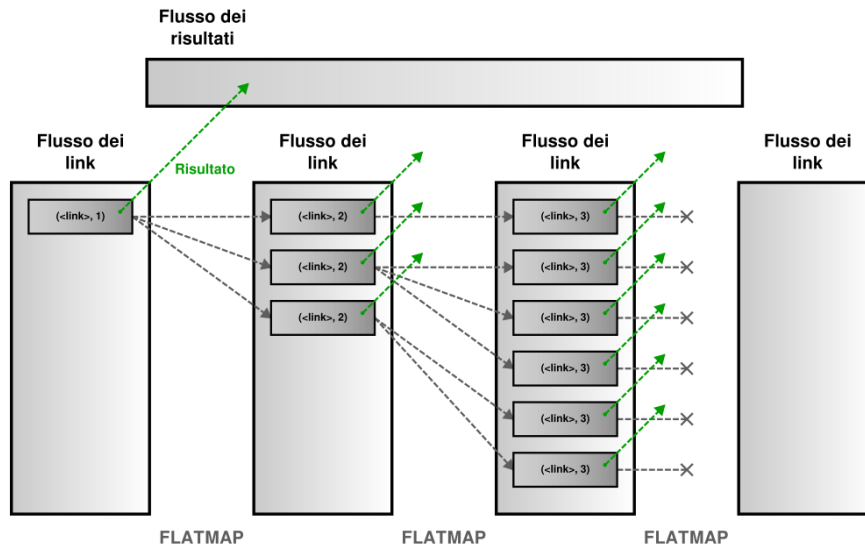 Flusso dei
risultati
Flusso dei
link
Flusso dei
link
Flusso dei
link
Flusso dei
link
Risultato
(<link>, 1)
(<link>, 2)
(<link>, 2)
(<link>, 2)
(<link>, 3)
(<link>, 3)
(<link>, 3)
(<link>, 3)
(<link>, 3)
(<link>, 3)
FLATMAP
FLATMAP
FLATMAP